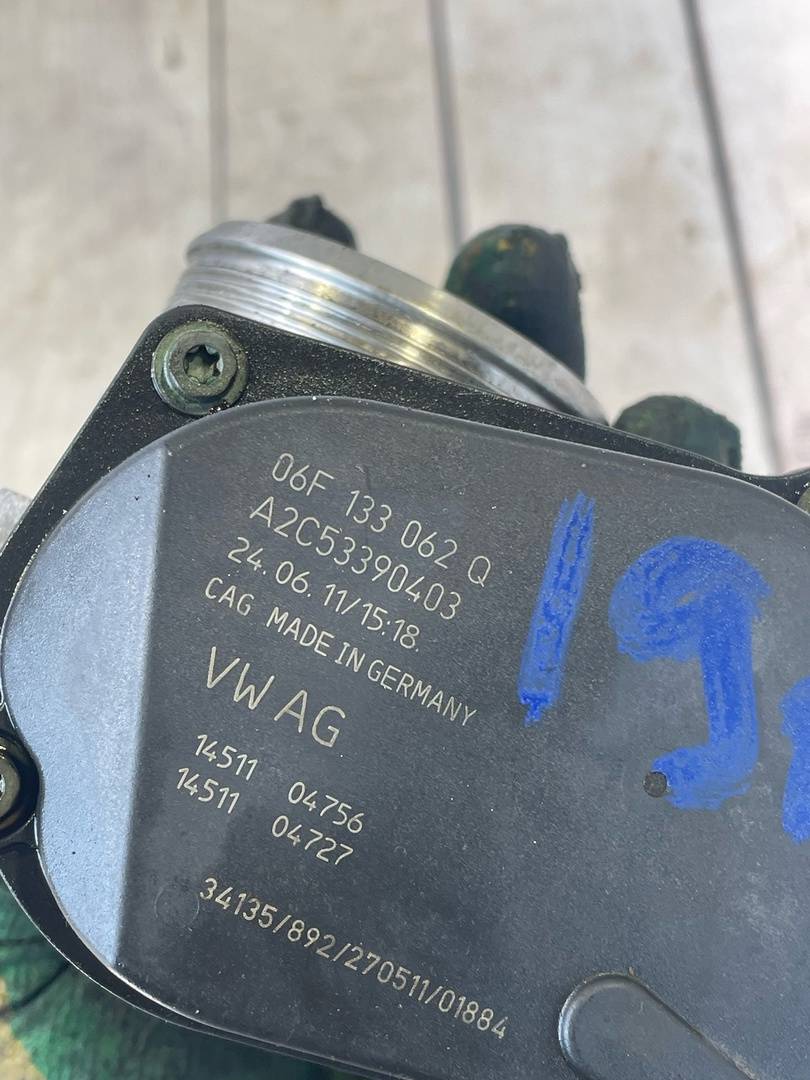 06F 133 062 Q
A2C53390403
24.06.11/15:18.
CAG MADE IN GERMANY
VW AG
14511 04756
14511 04727
34135/892/270511/01884
19